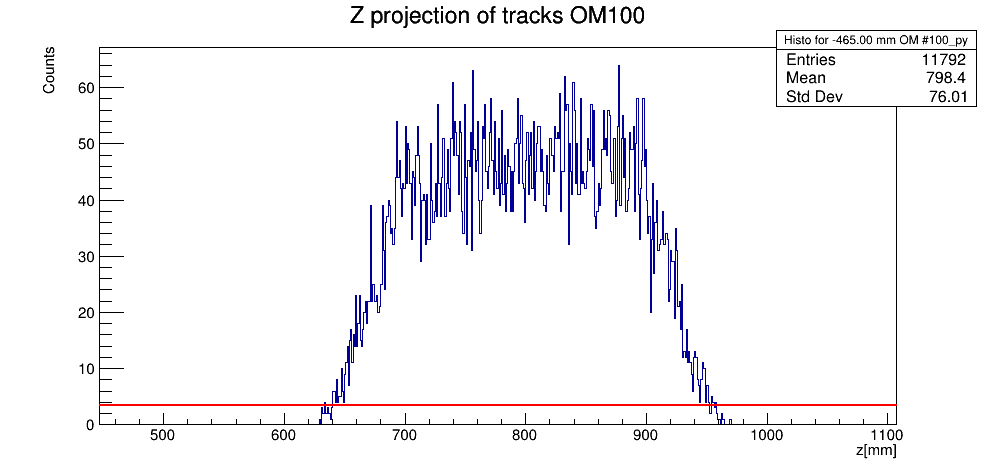 Z projection of tracks OM100
Histo for -465.00 mm OM #100_py
Entries 11792
Mean 798.4
Std Dev 76.01
Counts
60
50
40
30
20
10
0
500 600 700 800 900 1000 1100
z[mm]